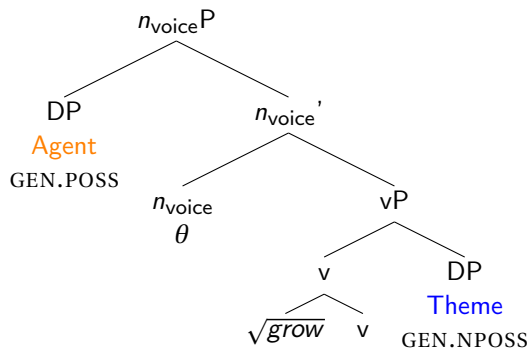 n_voiceP
DP n_voice'
Agent
GEN.POSS
n_voice vP
θ
v DP
Theme
√grow v GEN.NPOSS